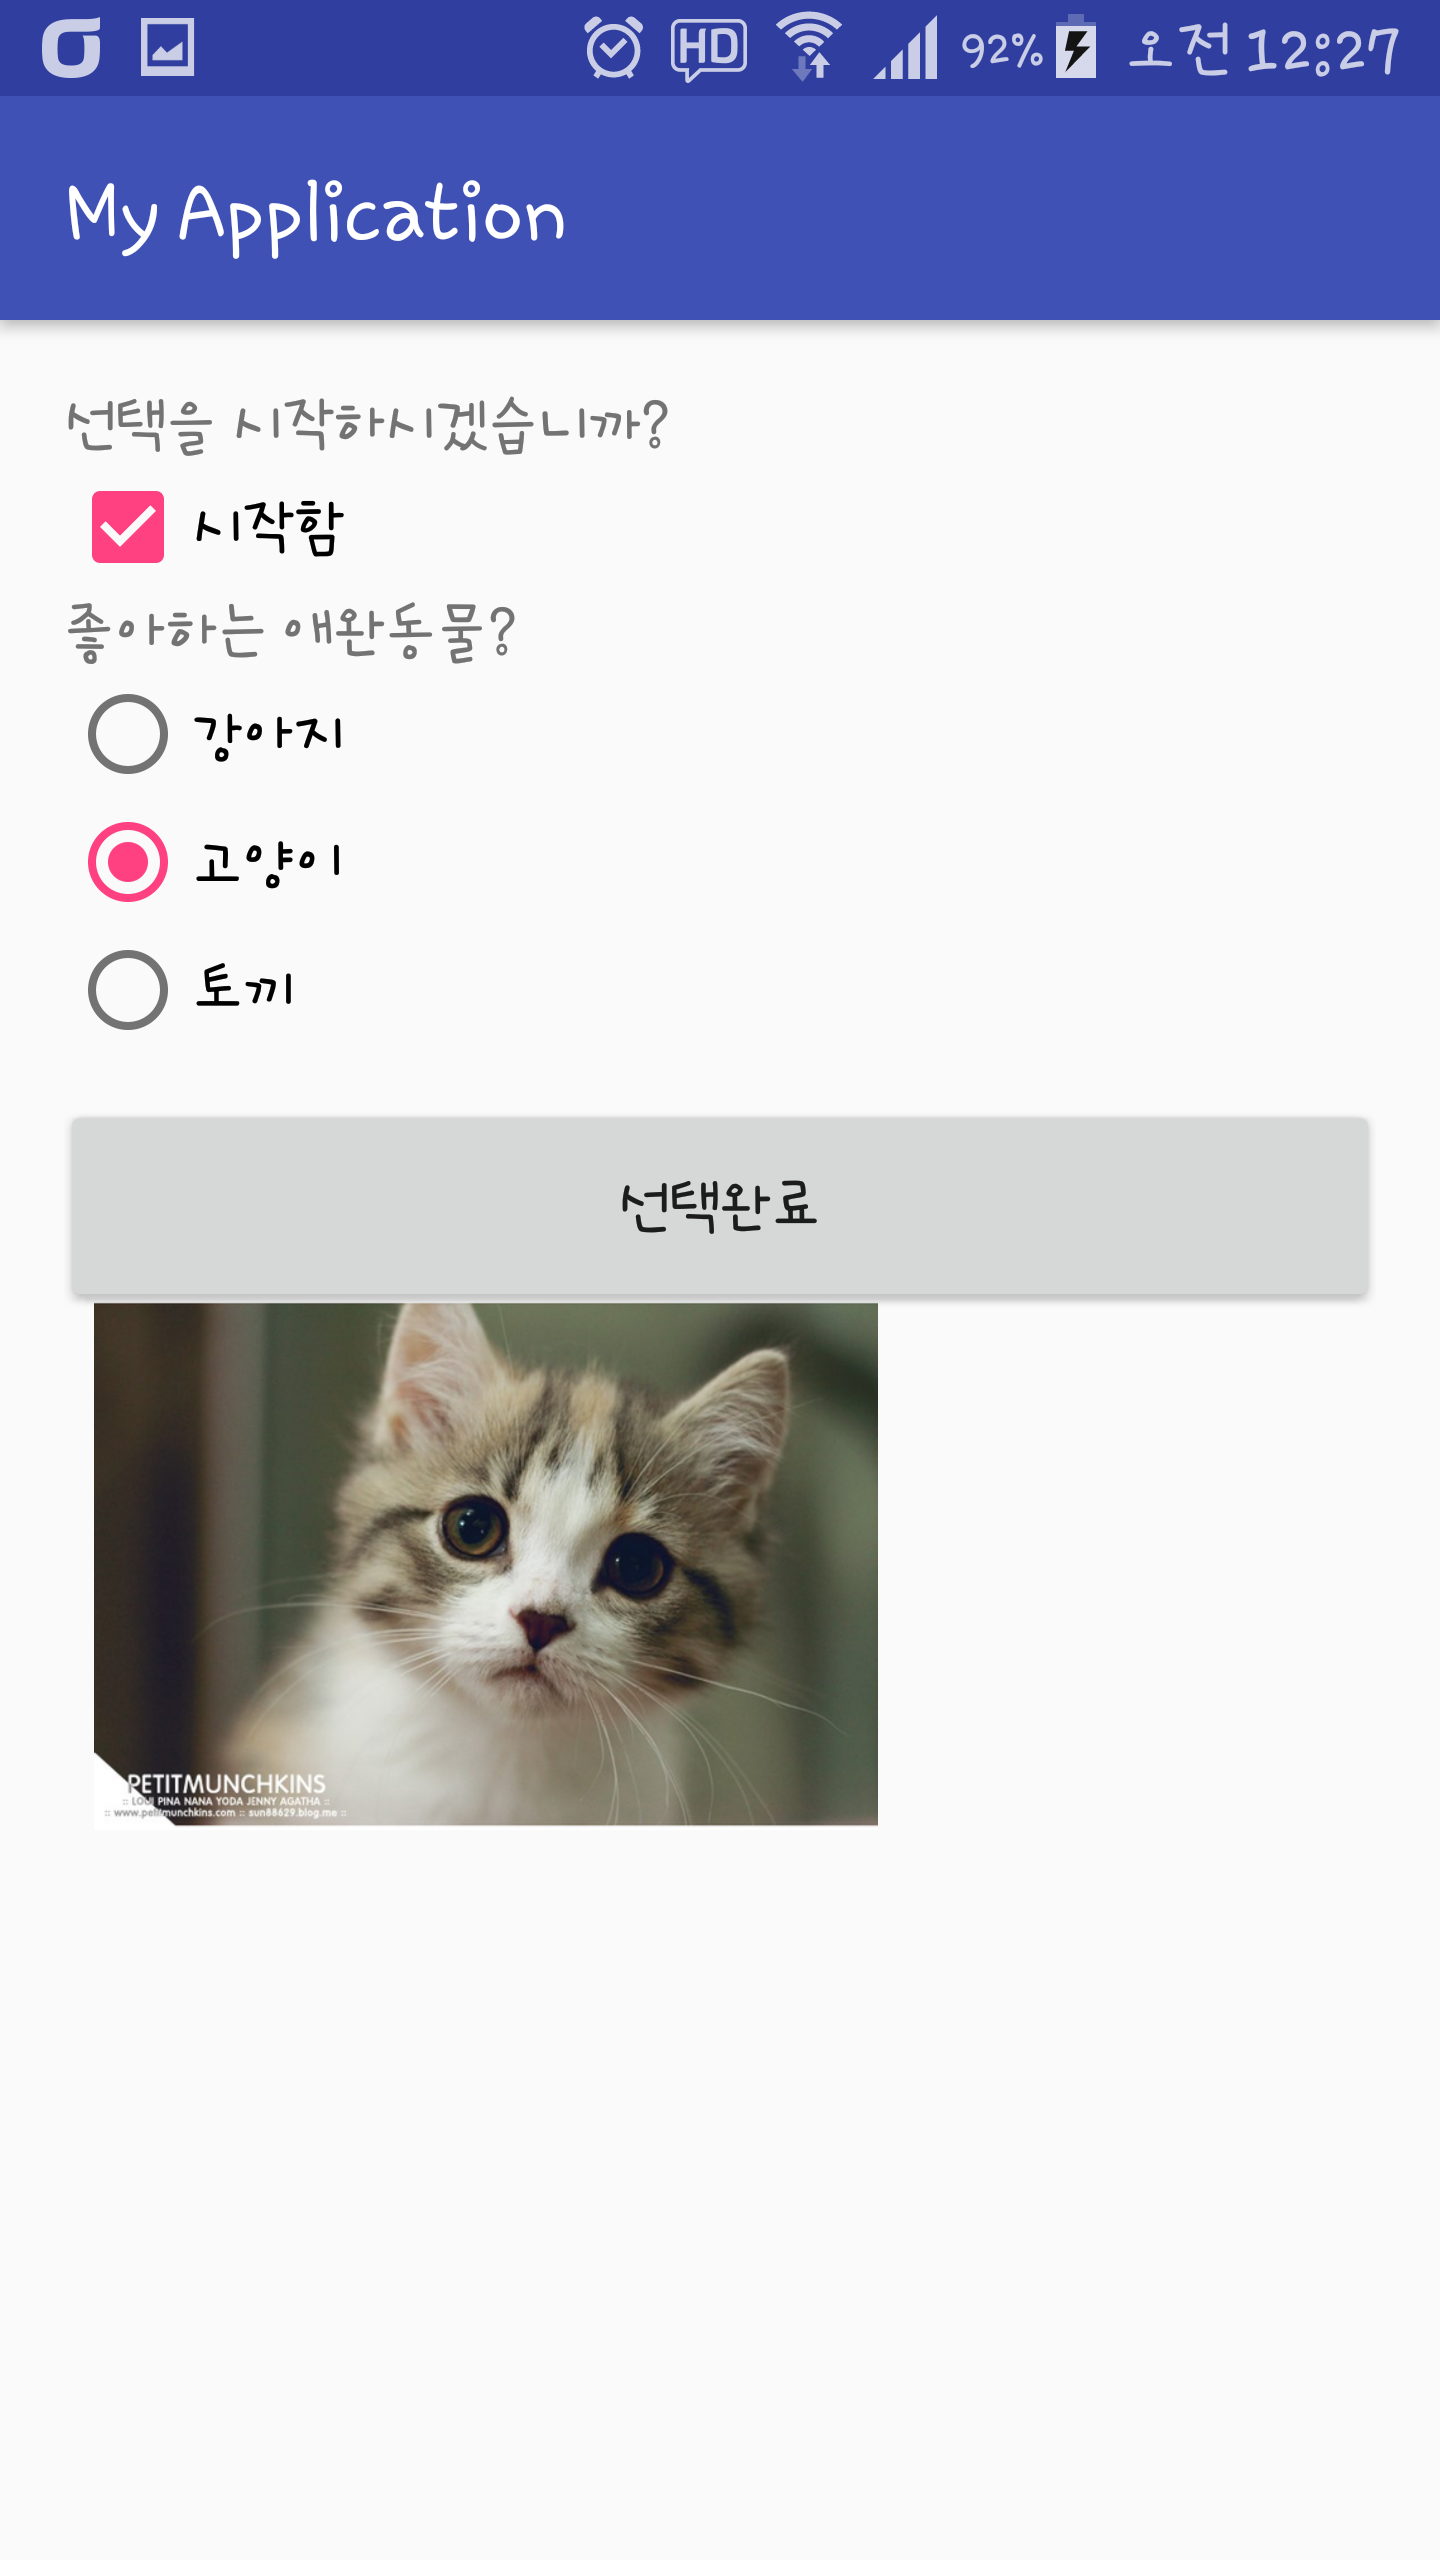 HD 92% 오전 12:27
My Application
선택을 시작하시겠습니까?
시작함
좋아하는 애완동물?
강아지
고양이
토끼
선택완료
PETITMUNCHKINS
:: LOUI PINA NANA YODA JENNY AGATHA ::
:: www.petitmunchkins.com :: sun88629.blog.me ::